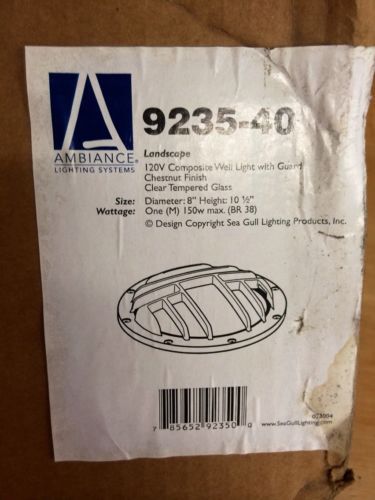 AMBIANCE®
LIGHTING SYSTEMS
9235-40
Landscape
120V Composite Well Light with Guard
Chestnut Finish
Clear Tempered Glass
Size: Diameter: 8" Height: 10 ½"
Wattage: One (M) 150w max. (BR 38)
© Design Copyright Sea Gull Lighting Products, Inc.
7 85652 92350 0
073004
www.SeaGullLighting.com